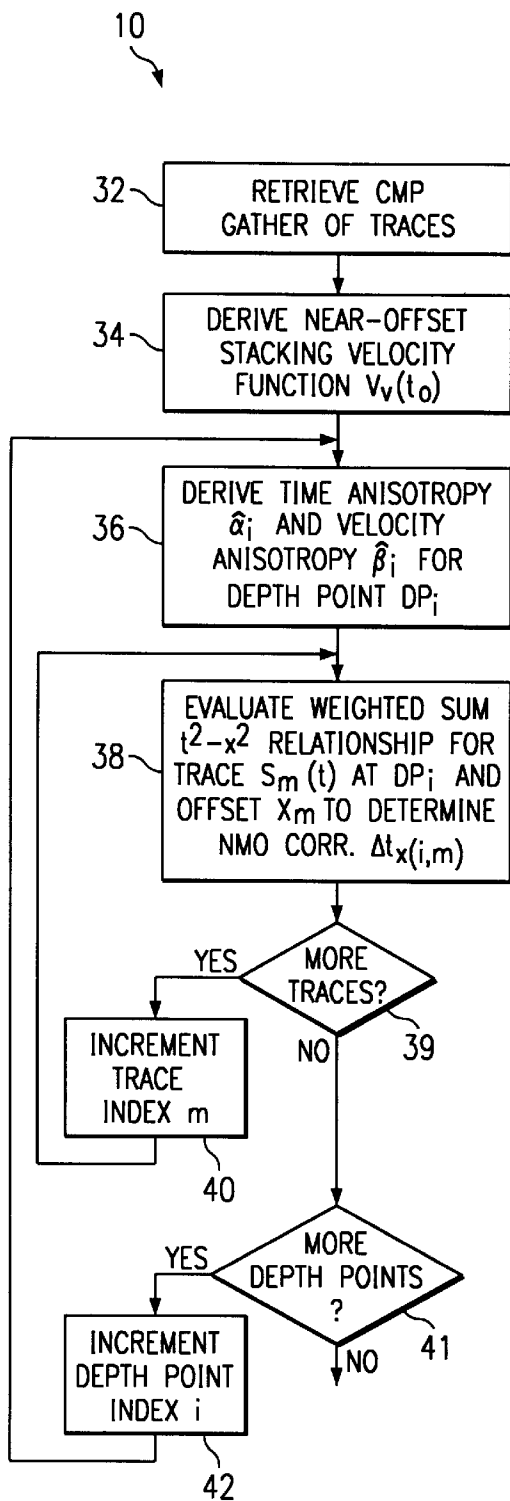 10
32
RETRIEVE CMP
GATHER OF TRACES
34
DERIVE NEAR-OFFSET
STACKING VELOCITY
FUNCTION Vv(to)
36
DERIVE TIME ANISOTROPY
α̂i AND VELOCITY
ANISOTROPY β̂i FOR
DEPTH POINT DPi
38
EVALUATE WEIGHTED SUM
t²-x² RELATIONSHIP FOR
TRACE Sm(t) AT DPi AND
OFFSET Xm TO DETERMINE
NMO CORR. Δtx(i,m)
YES
MORE
TRACES?
39
NO
INCREMENT
TRACE
INDEX m
40
YES
MORE
DEPTH POINTS
?
41
NO
INCREMENT
DEPTH POINT
INDEX i
42